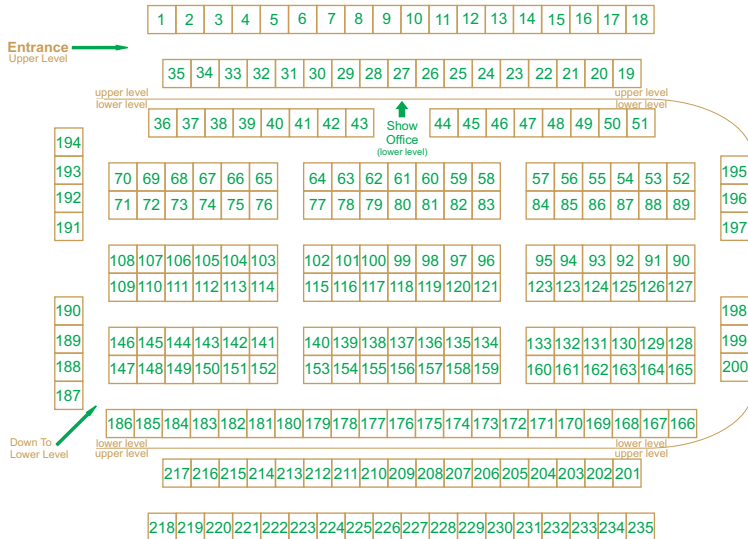 1 2 3 4 5 6 7 8 9 10 11 12 13 14 15 16 17 18
Entrance
Upper Level
35 34 33 32 31 30 29 28 27 26 25 24 23 22 21 20 19
upper level upper level
lower level lower level
36 37 38 39 40 41 42 43 44 45 46 47 48 49 50 51
Show
Office
(lower level)
194
193
192
191
70 69 68 67 66 65 64 63 62 61 60 59 58 57 56 55 54 53 52
71 72 73 74 75 76 77 78 79 80 81 82 83 84 85 86 87 88 89
195
196
197
108 107 106 105 104 103 102 101 100 99 98 97 96 95 94 93 92 91 90
109 110 111 112 113 114 115 116 117 118 119 120 121 123 123 124 125 126 127
190
189
188
187
146 145 144 143 142 141 140 139 138 137 136 135 134 133 132 131 130 129 128
147 148 149 150 151 152 153 154 155 156 157 158 159 160 161 162 163 164 165
198
199
200
186 185 184 183 182 181 180 179 178 177 176 175 174 173 172 171 170 169 168 167 166
Down To
Lower Level
lower level lower level
upper level upper level
217 216 215 214 213 212 211 210 209 208 207 206 205 204 203 202 201
218 219 220 221 222 223 224 225 226 227 228 229 230 231 232 233 234 235